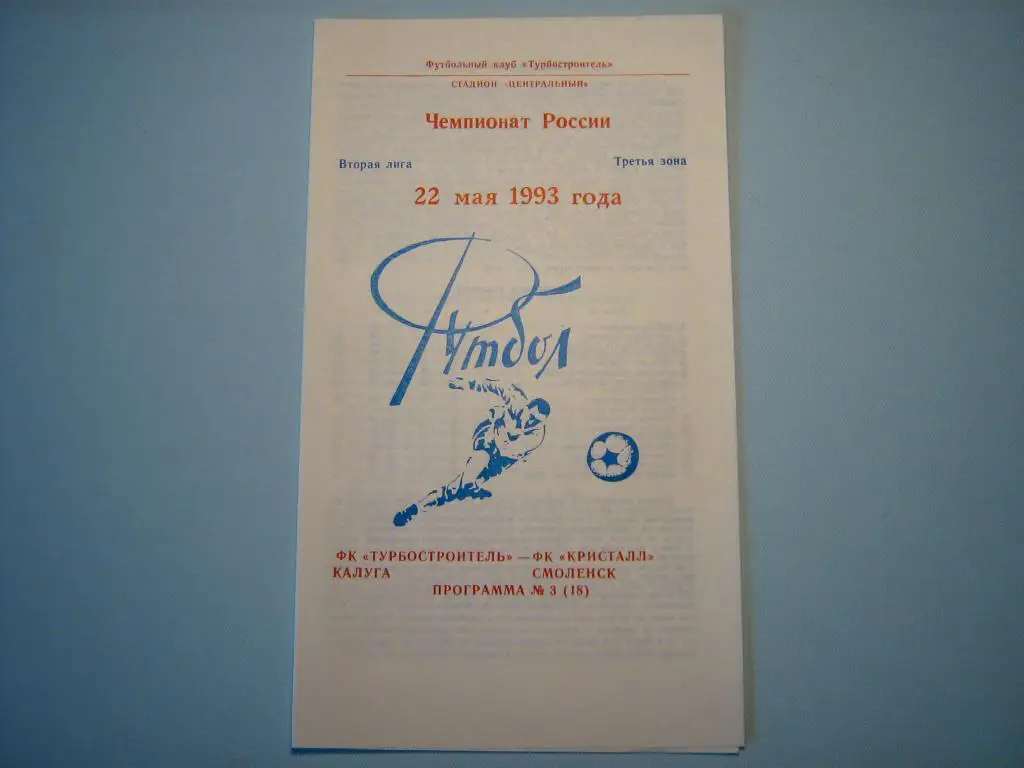 Футбольный клуб «Турбостроитель»
СТАДИОН «ЦЕНТРАЛЬНЫЙ»
Чемпионат России
Вторая лига Третья зона
22 мая 1993 года
Футбол
ФК «ТУРБОСТРОИТЕЛЬ» — ФК «КРИСТАЛЛ»
КАЛУГА СМОЛЕНСК
ПРОГРАММА № 3 (18)